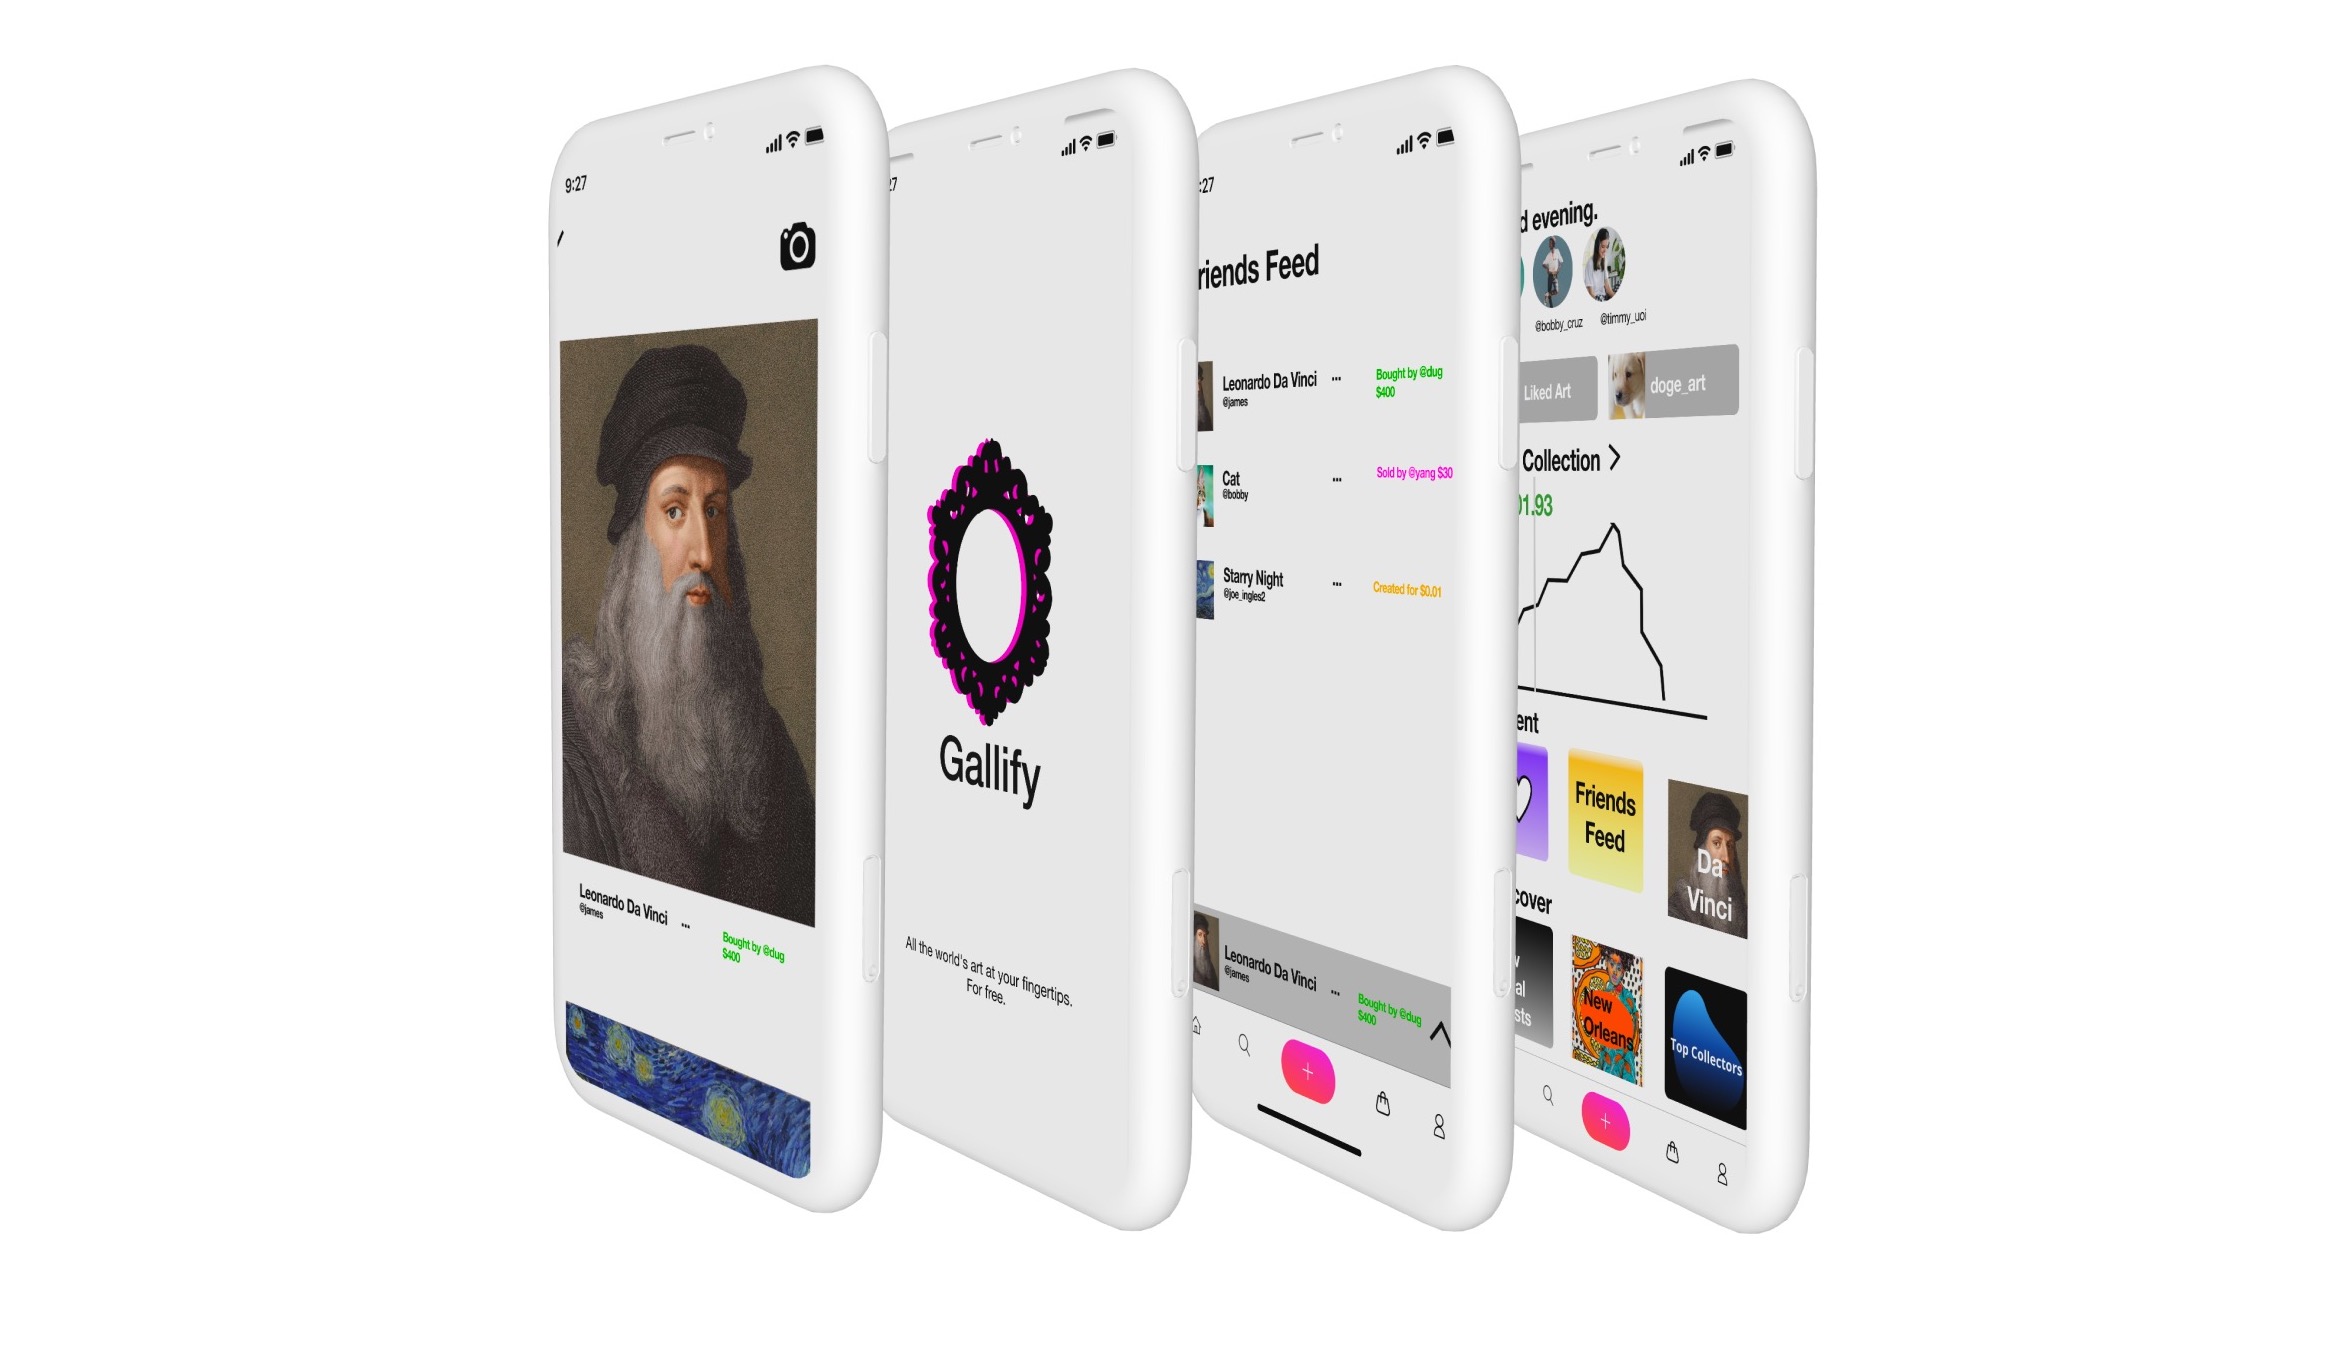 9:27
Leonardo Da Vinci
@james
...
Bought by @dug
$400
Gallify
All the world's art at your fingertips.
For free.
:27
riends Feed
Leonardo Da Vinci
@james
...
Bought by @dug
$400
Cat
@bobby
...
Sold by @yang $30
Starry Night
@joe_ingles2
...
Created for $0.01
Leonardo Da Vinci
@james
...
Bought by @dug
$400
d evening.
@bobby_cruz
@timmy_uoi
Liked Art
doge_art
Collection
01.93
ent
Friends
Feed
Da
Vinci
cover
al
sts
New
Orleans
Top Collectors